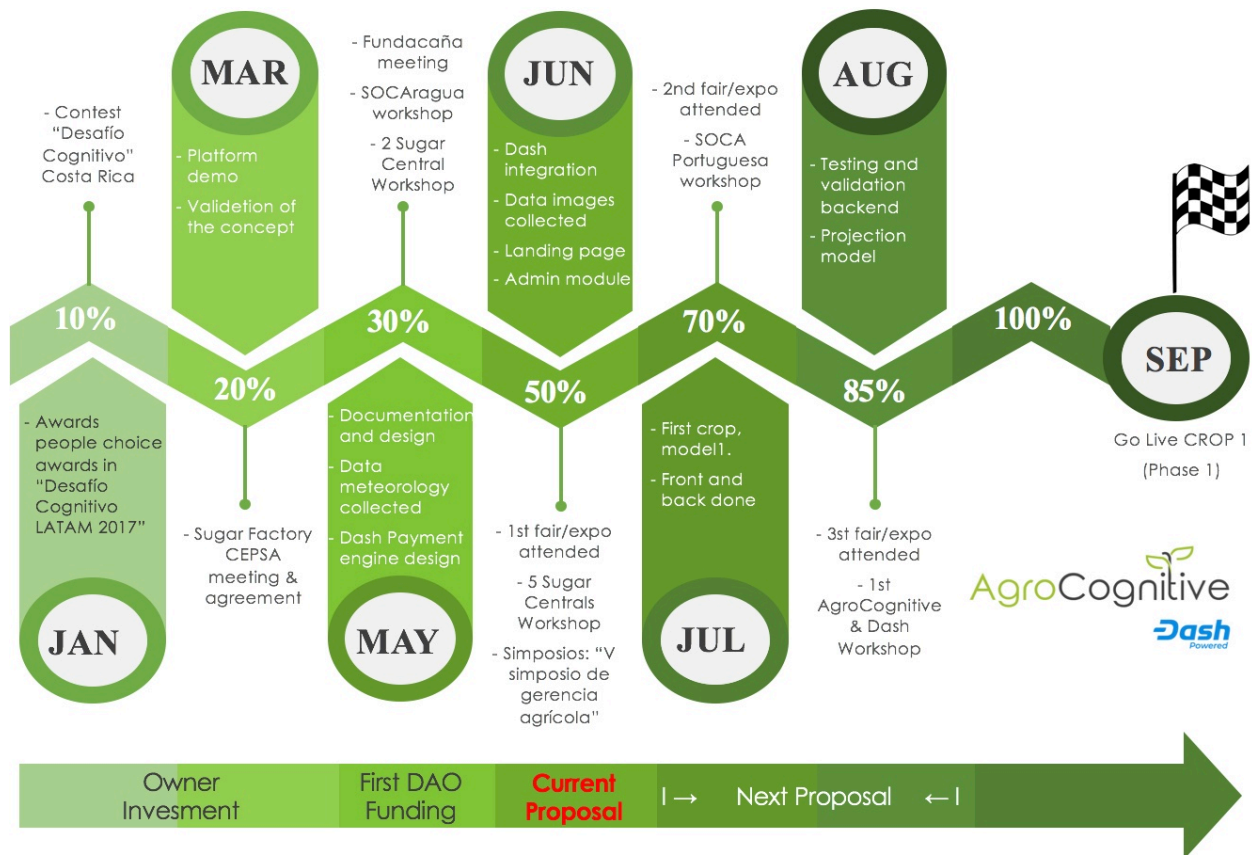 - Contest
"Desafío
Cognitivo"
Costa Rica
10%
- Awards
people choice
awards in
"Desafío
Cognitivo
LATAM 2017"
JAN
MAR
- Platform
demo
- Validetion of
the concept
20%
- Sugar Factory
CEPSA
meeting &
agreement
- Fundacaña
meeting
- SOCAragua
workshop
- 2 Sugar
Central
Workshop
30%
- Documentation
and design
- Data
meteorology
collected
- Dash Payment
engine design
MAY
JUN
- Dash
integration
- Data images
collected
- Landing page
- Admin module
50%
- 1st fair/expo
attended
- 5 Sugar
Centrals
Workshop
- Simposios: "V
simposio de
gerencia
agrícola"
- 2nd fair/expo
attended
- SOCA
Portuguesa
workshop
70%
- First crop,
model1.
- Front and
back done
JUL
AUG
- Testing and
validation
backend
- Projection
model
85%
- 3st fair/expo
attended
- 1st
AgroCognitive
& Dash
Workshop
100%
SEP
Go Live CROP 1
(Phase 1)
AgroCognitive
Dash
Powered
Owner
Invesment
First DAO
Funding
Current
Proposal
I → Next Proposal ← I